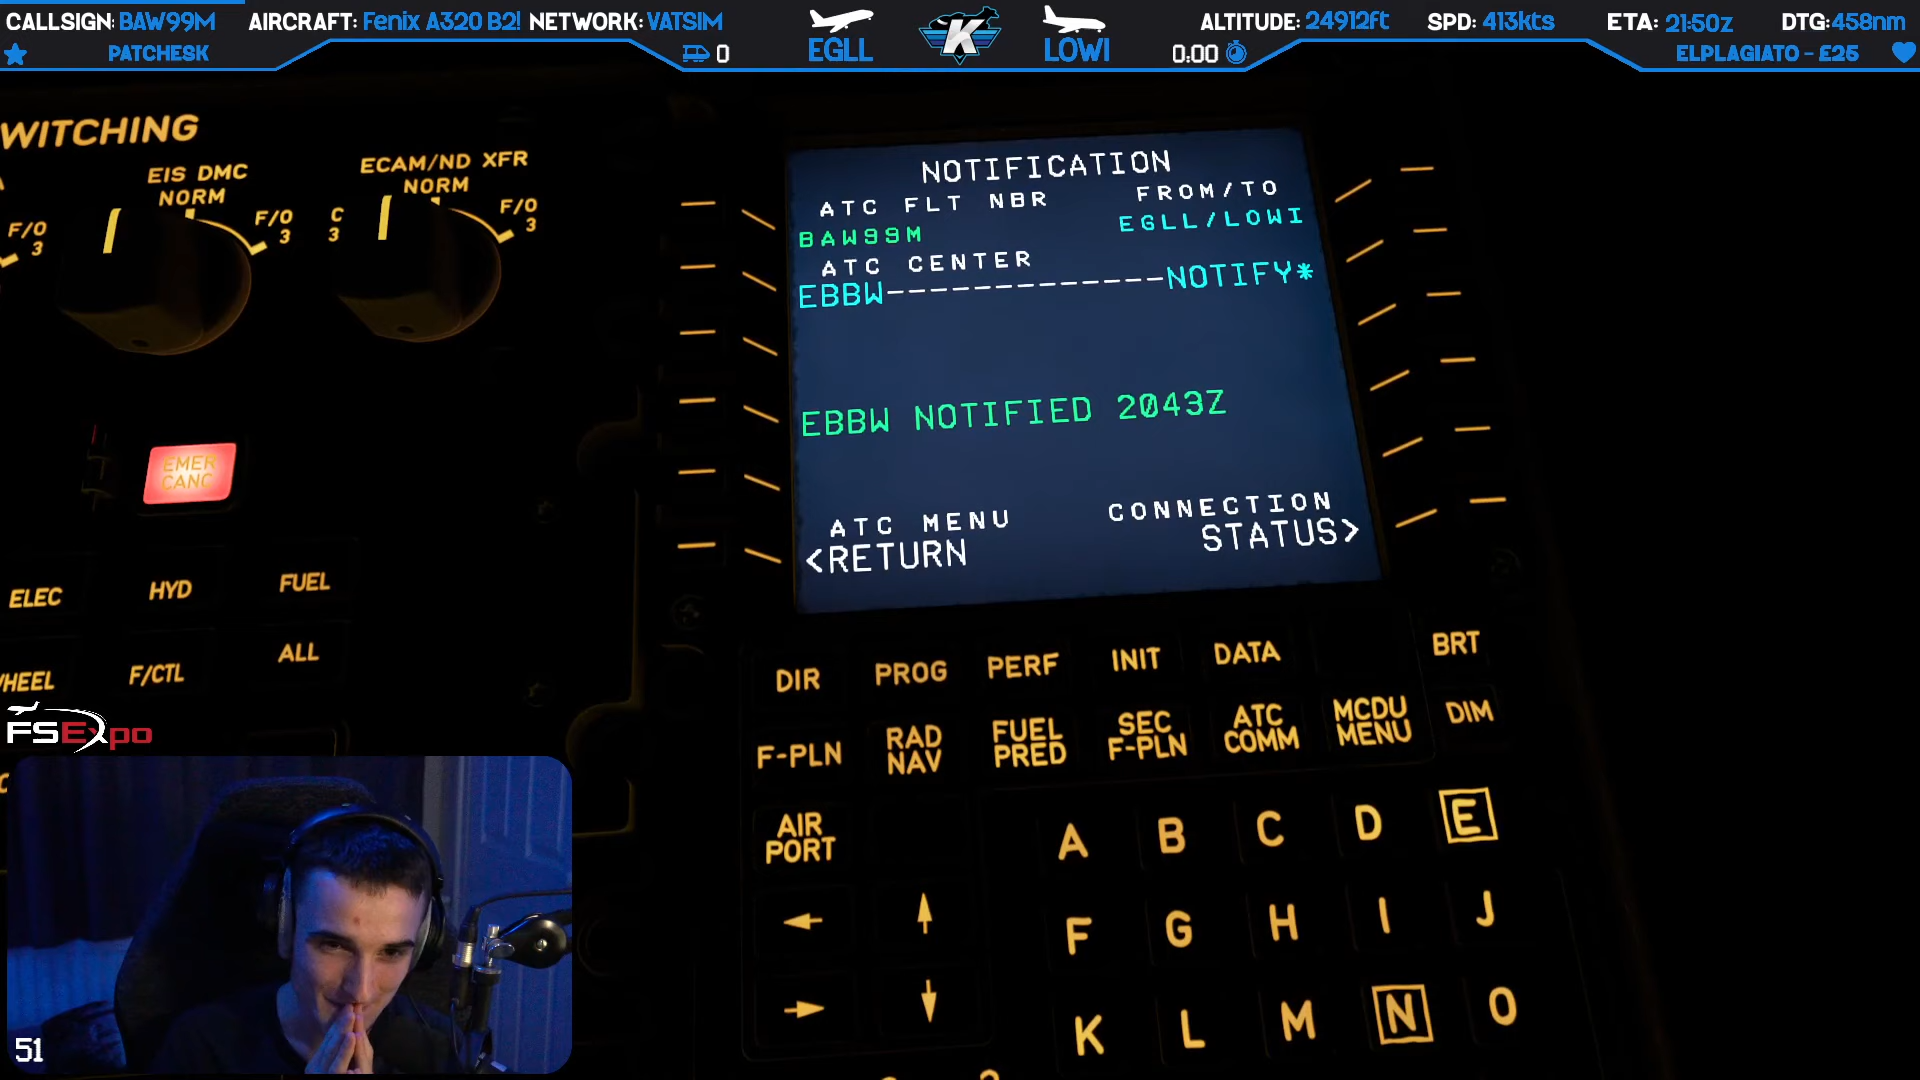 CALLSIGN: BAW99M AIRCRAFT: Fenix A320 B2! NETWORK: VATSIM
EGLL
K
LOWI
ALTITUDE: 24912ft SPD: 413kts ETA: 21:50z DTG: 458nm
PATCHESK
0
0:00
ELPLAGIATO - £25
WITCHING
EIS DMC
NORM
F/O
3
F/O
3
ECAM/ND XFR
NORM
C
3
F/O
3
NOTIFICATION
ATC FLT NBR FROM/TO
BAW99M EGLL/LOWI
ATC CENTER
EBBW-------------NOTIFY*
EBBW NOTIFIED 2043Z
ATC MENU CONNECTION
<RETURN STATUS>
EMER
CANC
ELEC HYD FUEL
WHEEL F/CTL ALL
DIR PROG PERF INIT DATA BRT
F-PLN RAD NAV FUEL PRED SEC F-PLN ATC COMM MCDU MENU DIM
AIR PORT
A B C D E
F G H I J
K L M N O
FSExpo
51